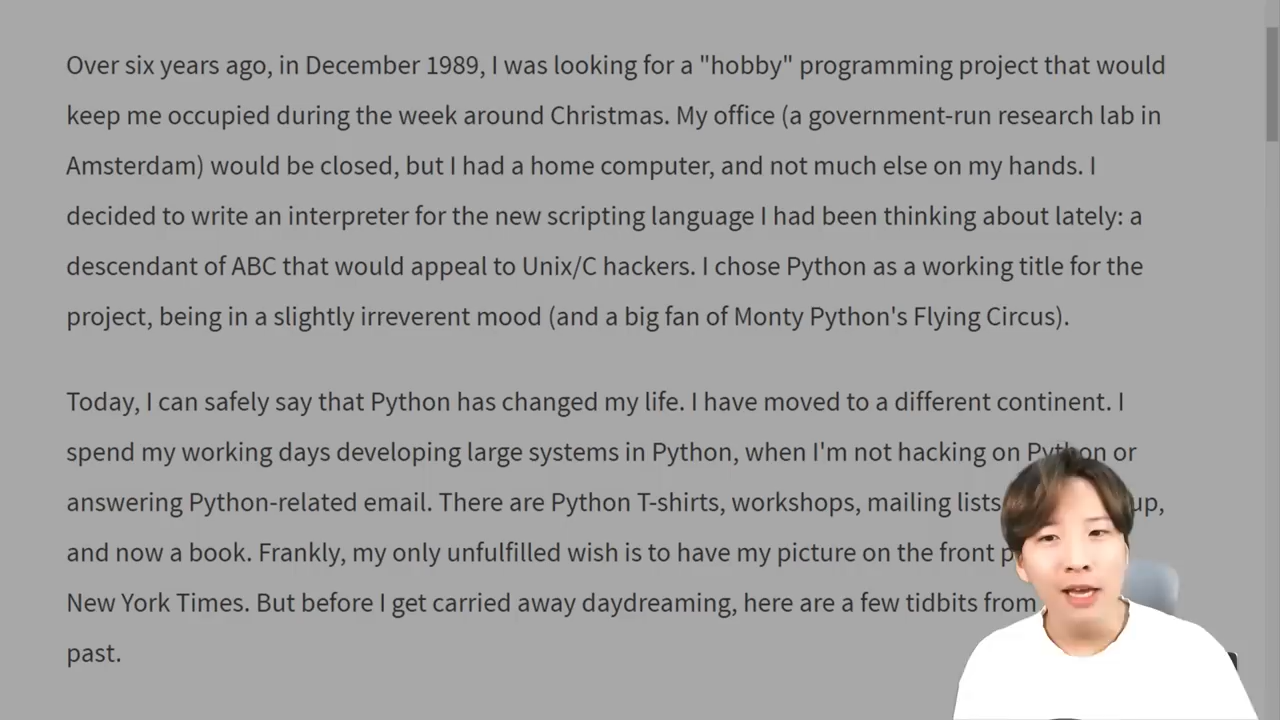 Over six years ago, in December 1989, I was looking for a "hobby" programming project that would
keep me occupied during the week around Christmas. My office (a government-run research lab in
Amsterdam) would be closed, but I had a home computer, and not much else on my hands. I
decided to write an interpreter for the new scripting language I had been thinking about lately: a
descendant of ABC that would appeal to Unix/C hackers. I chose Python as a working title for the
project, being in a slightly irreverent mood (and a big fan of Monty Python's Flying Circus).
Today, I can safely say that Python has changed my life. I have moved to a different continent. I
spend my working days developing large systems in Python, when I'm not hacking on Python or
answering Python-related email. There are Python T-shirts, workshops, mailing lists
and now a book. Frankly, my only unfulfilled wish is to have my picture on the front
New York Times. But before I get carried away daydreaming, here are a few tidbits from
past.